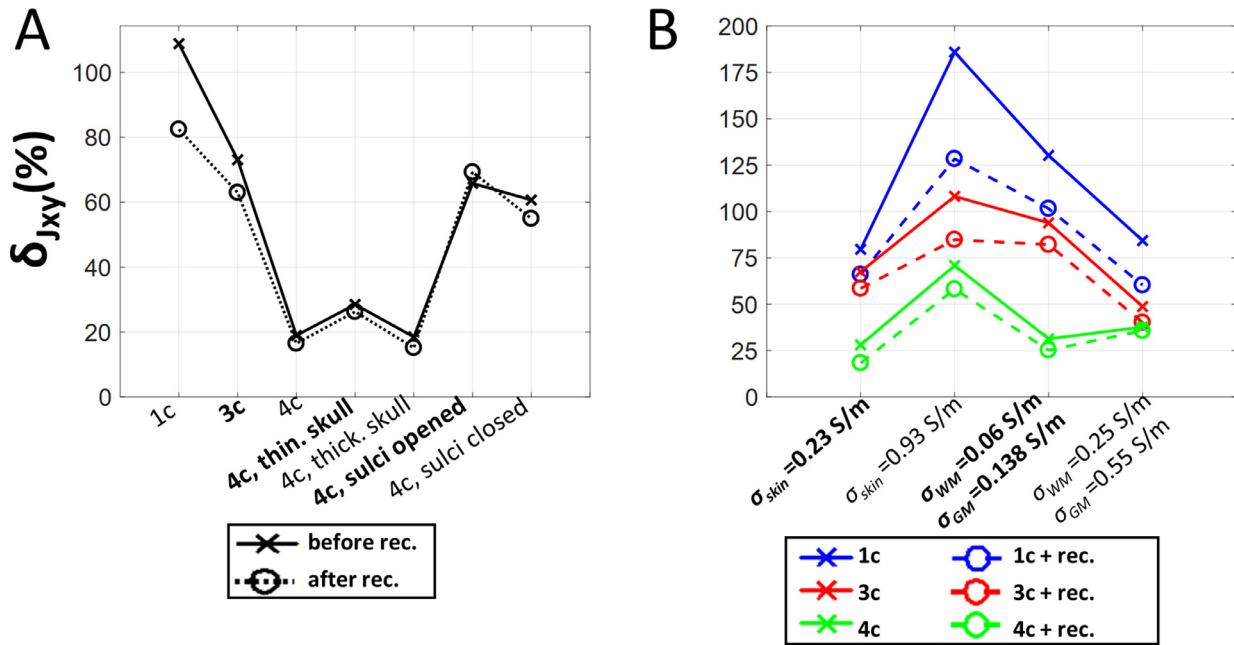 A
δJxy(%)
100
80
60
40
20
0
1c
3c
4c
4c, thin. skull
4c, thick. skull
4c, sulci opened
4c, sulci closed
before rec.
after rec.
B
200
175
150
125
100
75
50
25
0
σskin=0.23 S/m
σskin=0.93 S/m
σWM=0.06 S/m
σGM=0.138 S/m
σWM=0.25 S/m
σGM=0.55 S/m
1c
1c + rec.
3c
3c + rec.
4c
4c + rec.